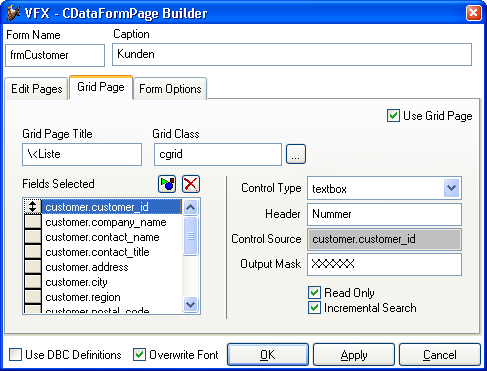 VFX - CDataFormPage Builder
Form Name
Caption
frmCustomer
Kunden
Edit Pages
Grid Page
Form Options
Use Grid Page
Grid Page Title
Grid Class
\<Liste
cgrid
...
Fields Selected
customer.customer_id
customer.company_name
customer.contact_name
customer.contact_title
customer.address
customer.city
customer.region
customer.postal_code
Control Type
textbox
Header
Nummer
Control Source
customer.customer_id
Output Mask
XXXXXX
Read Only
Incremental Search
Use DBC Definitions
Overwrite Font
OK
Apply
Cancel